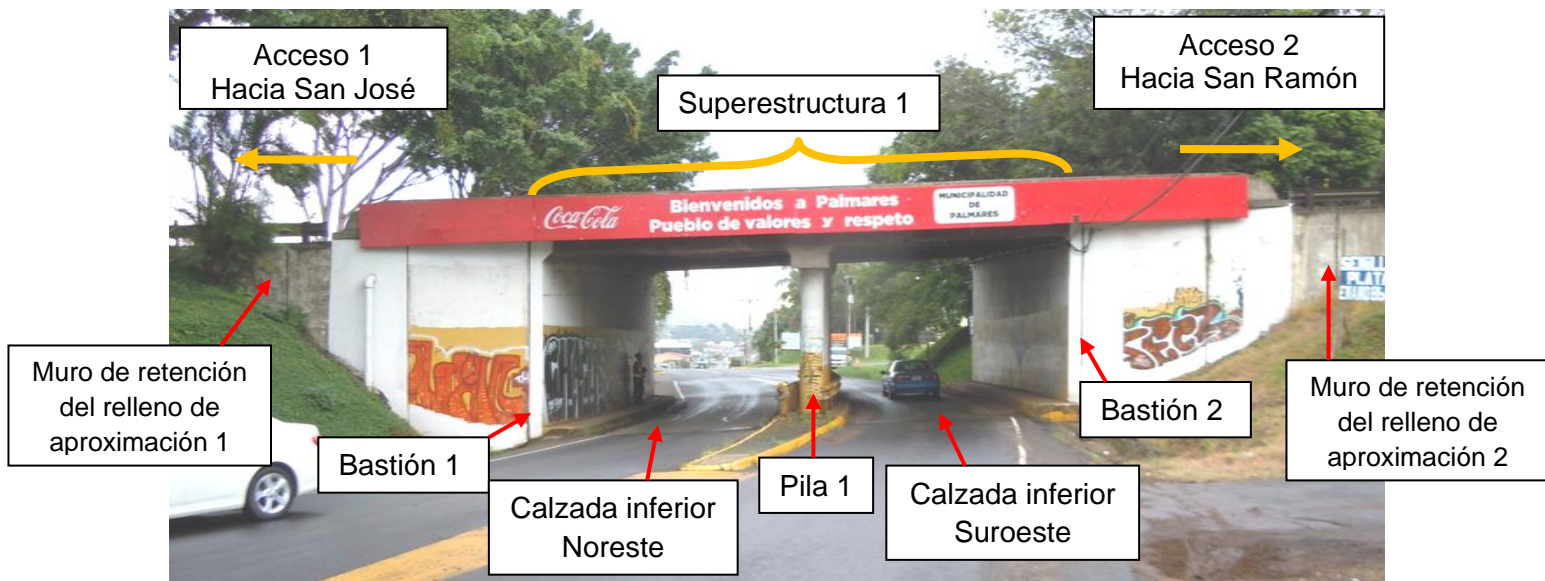 Acceso 1
Hacia San José
Acceso 2
Hacia San Ramón
Superestructura 1
Coca-Cola
Bienvenidos a Palmares
Pueblo de valores y respeto
MUNICIPALIDAD
DE
PALMARES
Muro de retención
del relleno de
aproximación 1
Bastión 1
Calzada inferior
Noreste
Pila 1
Calzada inferior
Suroeste
Bastión 2
Muro de retención
del relleno de
aproximación 2